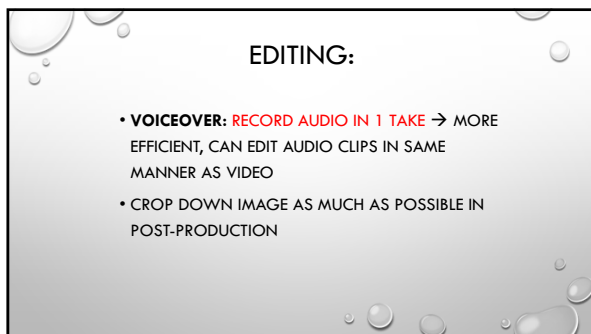 EDITING:
• VOICEOVER: RECORD AUDIO IN 1 TAKE → MORE
EFFICIENT, CAN EDIT AUDIO CLIPS IN SAME
MANNER AS VIDEO
• CROP DOWN IMAGE AS MUCH AS POSSIBLE IN
POST-PRODUCTION